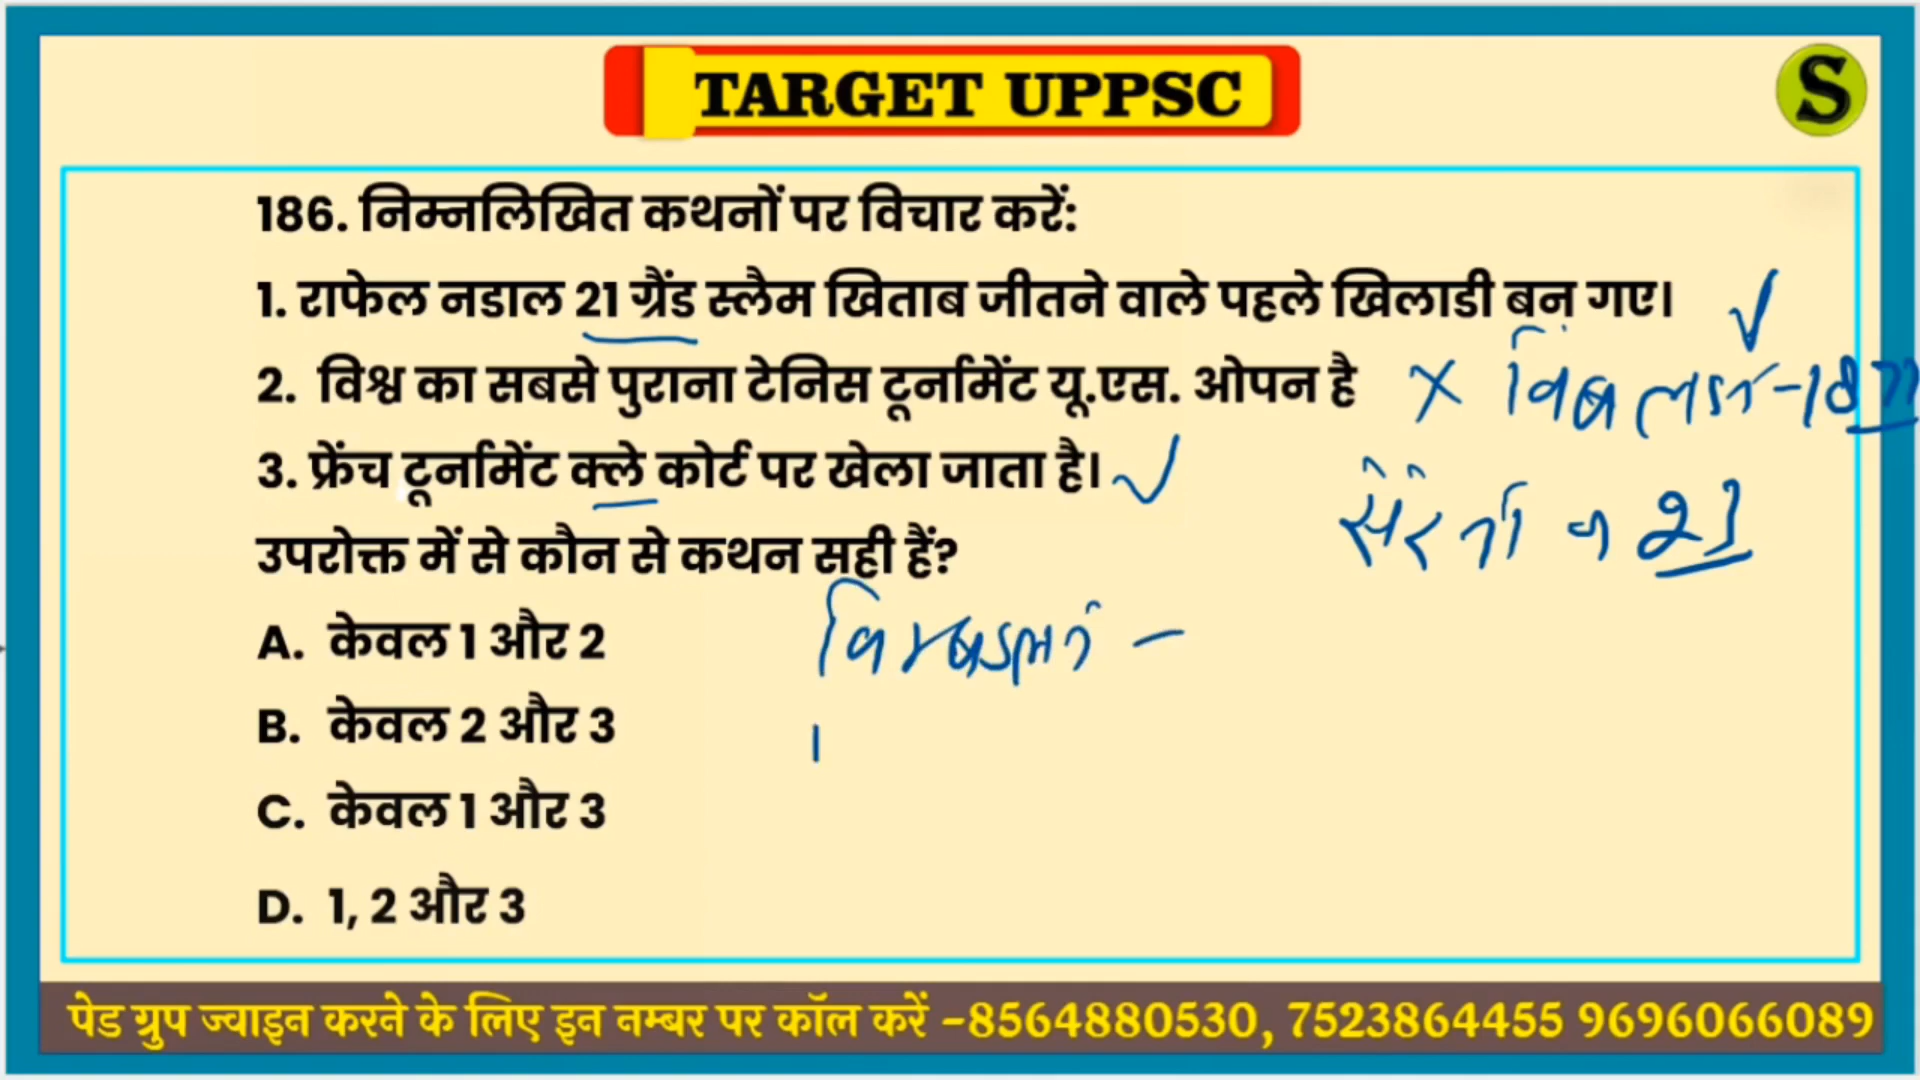 TARGET UPPSC
S
186. निम्नलिखित कथनों पर विचार करें:
1. राफेल नडाल 21 ग्रैंड स्लैम खिताब जीतने वाले पहले खिलाडी बन गए।
2. विश्व का सबसे पुराना टेनिस टूर्नामेंट यू.एस. ओपन है
3. फ्रेंच टूर्नामेंट क्ले कोर्ट पर खेला जाता है।
उपरोक्त में से कौन से कथन सही हैं?
A. केवल 1 और 2
B. केवल 2 और 3
C. केवल 1 और 3
D. 1, 2 और 3
1877
23
पेड ग्रुप ज्वाइन करने के लिए इन नम्बर पर कॉल करें -8564880530, 7523864455 9696066089